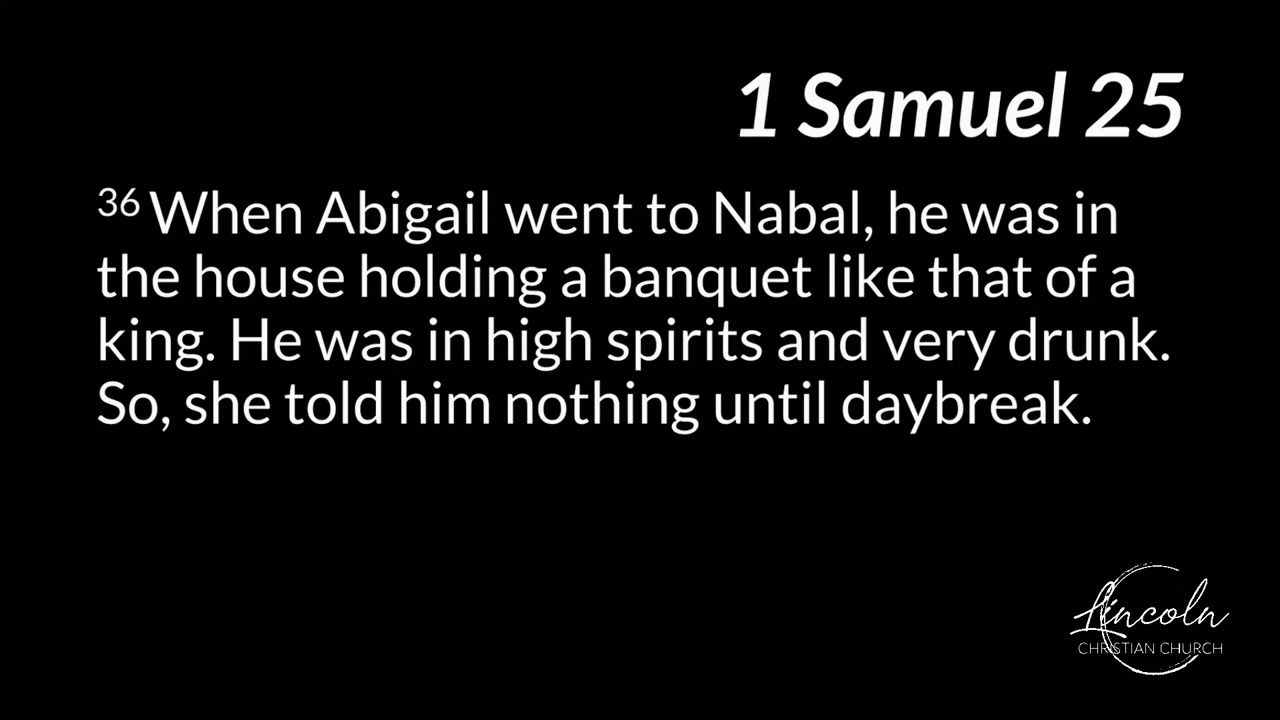 1 Samuel 25
36 When Abigail went to Nabal, he was in
the house holding a banquet like that of a
king. He was in high spirits and very drunk.
So, she told him nothing until daybreak.
Lincoln
CHRISTIAN CHURCH